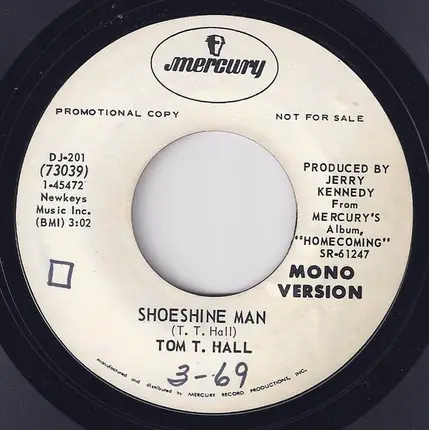 mercury
PROMOTIONAL COPY
NOT FOR SALE
DJ-201
(73039)
1-45472
Newkeys
Music Inc.
(BMI) 3:02
PRODUCED BY
JERRY
KENNEDY
From
MERCURY'S
Album,
"HOMECOMING"
SR-61247
MONO
VERSION
SHOESHINE MAN
(T. T. Hall)
TOM T. HALL
3-69
manufactured and distributed by MERCURY RECORD PRODUCTIONS, INC.